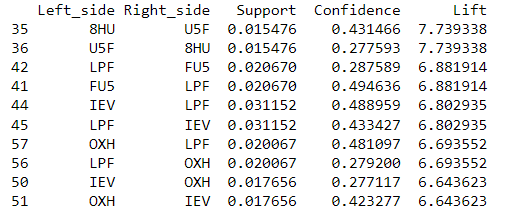 Left_side Right_side Support Confidence Lift
35 8HU U5F 0.015476 0.431466 7.739338
36 U5F 8HU 0.015476 0.277593 7.739338
42 LPF FU5 0.020670 0.287589 6.881914
41 FU5 LPF 0.020670 0.494636 6.881914
44 IEV LPF 0.031152 0.488959 6.802935
45 LPF IEV 0.031152 0.433427 6.802935
57 OXH LPF 0.020067 0.481097 6.693552
56 LPF OXH 0.020067 0.279200 6.693552
50 IEV OXH 0.017656 0.277117 6.643623
51 OXH IEV 0.017656 0.423277 6.643623